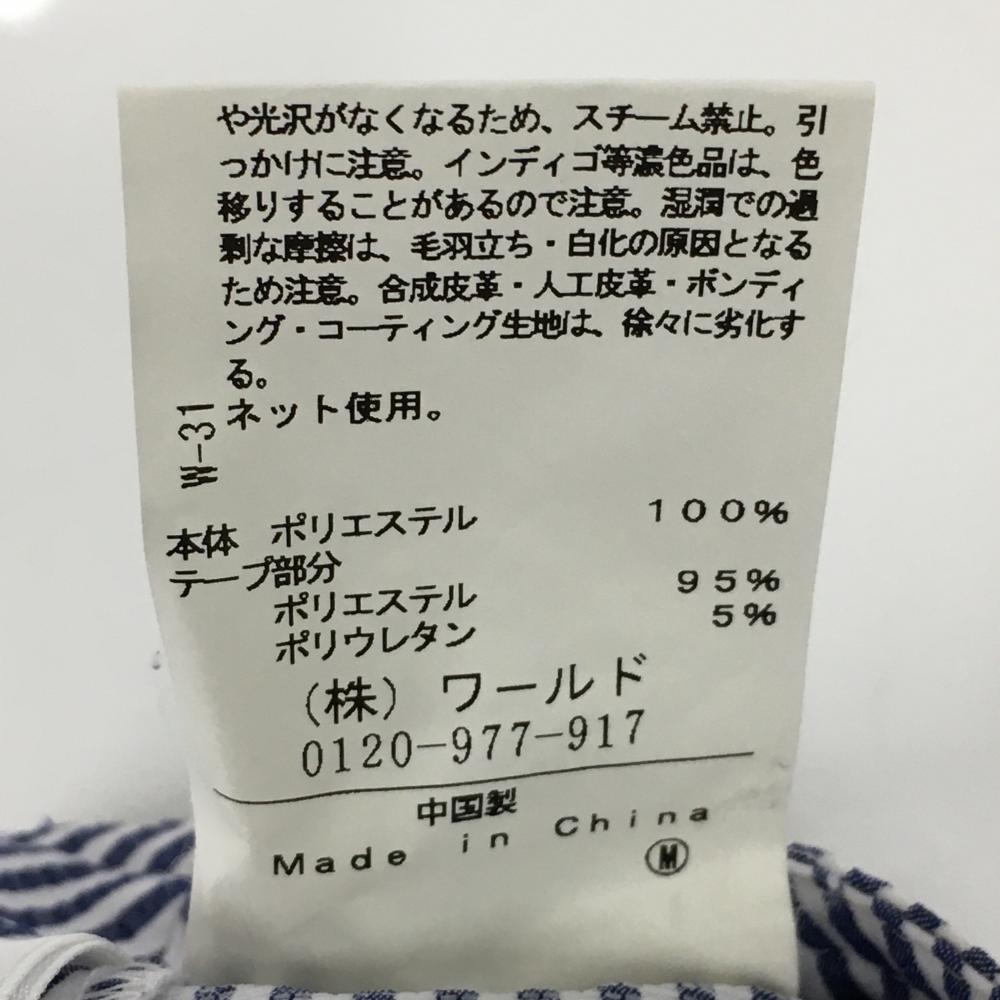 や光沢がなくなるため、スチーム禁止。引
っかけに注意。インディゴ等濃色品は、色
移りすることがあるので注意。湿潤での過
剰な摩擦は、毛羽立ち・白化の原因となる
ため注意。合成皮革・人工皮革・ボンディ
ング・コーティング生地は、徐々に劣化す
る。
ネット使用。
W-31
本体 ポリエステル 100%
テープ部分
ポリエステル 95%
ポリウレタン 5%
(株) ワールド
0120-977-917
中国製
Made in China
Ⓜ